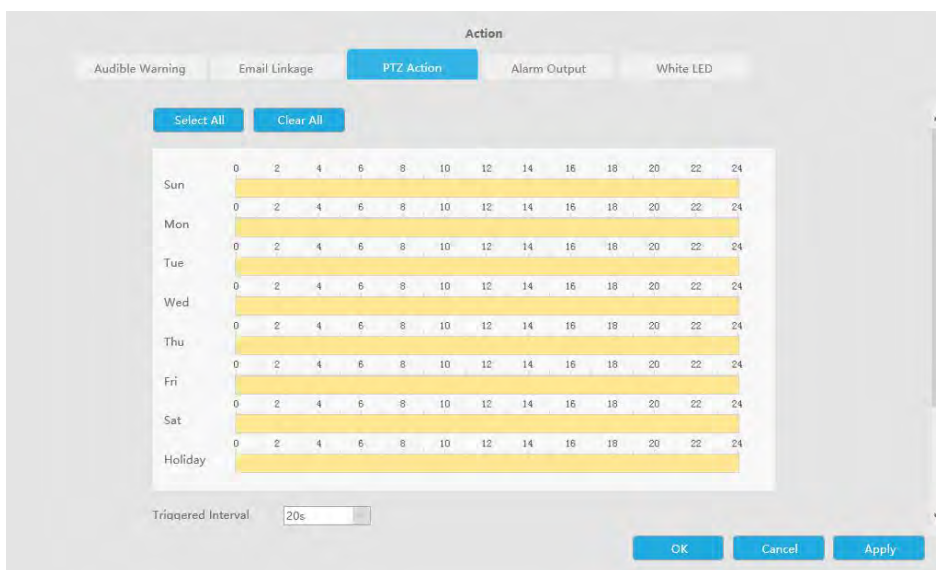 Action
Audible Warning Email Linkage PTZ Action Alarm Output White LED
Select All Clear All
0 2 4 6 8 10 12 14 16 18 20 22 24
Sun
0 2 4 6 8 10 12 14 16 18 20 22 24
Mon
0 2 4 6 8 10 12 14 16 18 20 22 24
Tue
0 2 4 6 8 10 12 14 16 18 20 22 24
Wed
0 2 4 6 8 10 12 14 16 18 20 22 24
Thu
0 2 4 6 8 10 12 14 16 18 20 22 24
Fri
0 2 4 6 8 10 12 14 16 18 20 22 24
Sat
0 2 4 6 8 10 12 14 16 18 20 22 24
Holiday
Triggered Interval 20s
OK Cancel Apply